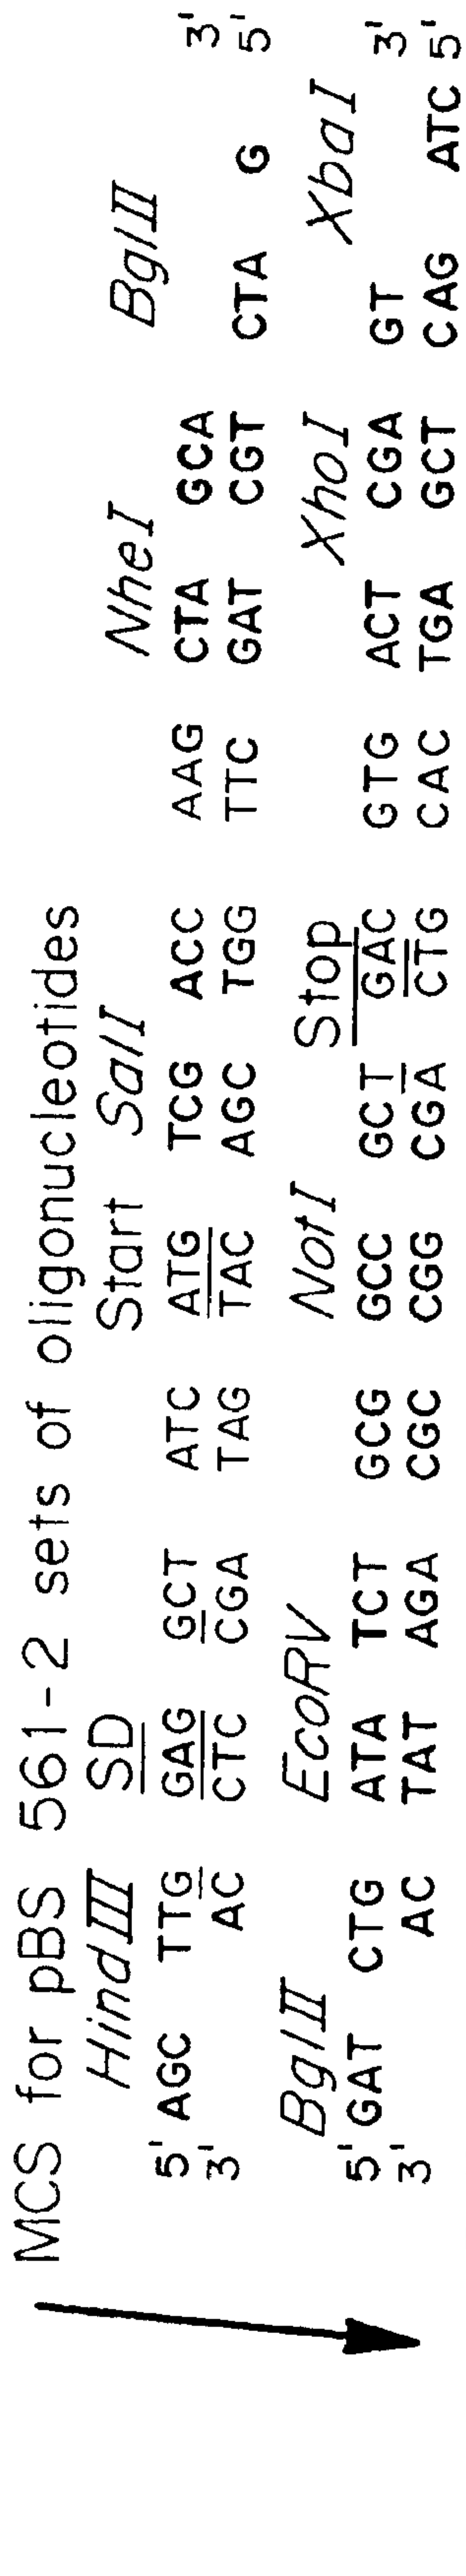 MCS for pBS 561-2 sets of oligonucleotides
HindIII SD Start SalI NheI BglII
5' AGC TTG GAG GCT ATC ATG TCG ACC AAG CTA GCA 3'
3' AC CTC CGA TAG TAC AGC TGG TTC GAT CGT CTA G 5'
BglII EcoRV NotI Stop XhoI XbaI
5' GAT CTG ATA TCT GCG GCC GCT GAC GTG ACT CGA GT 3'
3' AC TAT AGA CGC CGG CGA CTG CAC TGA GCT CAG ATC 5'